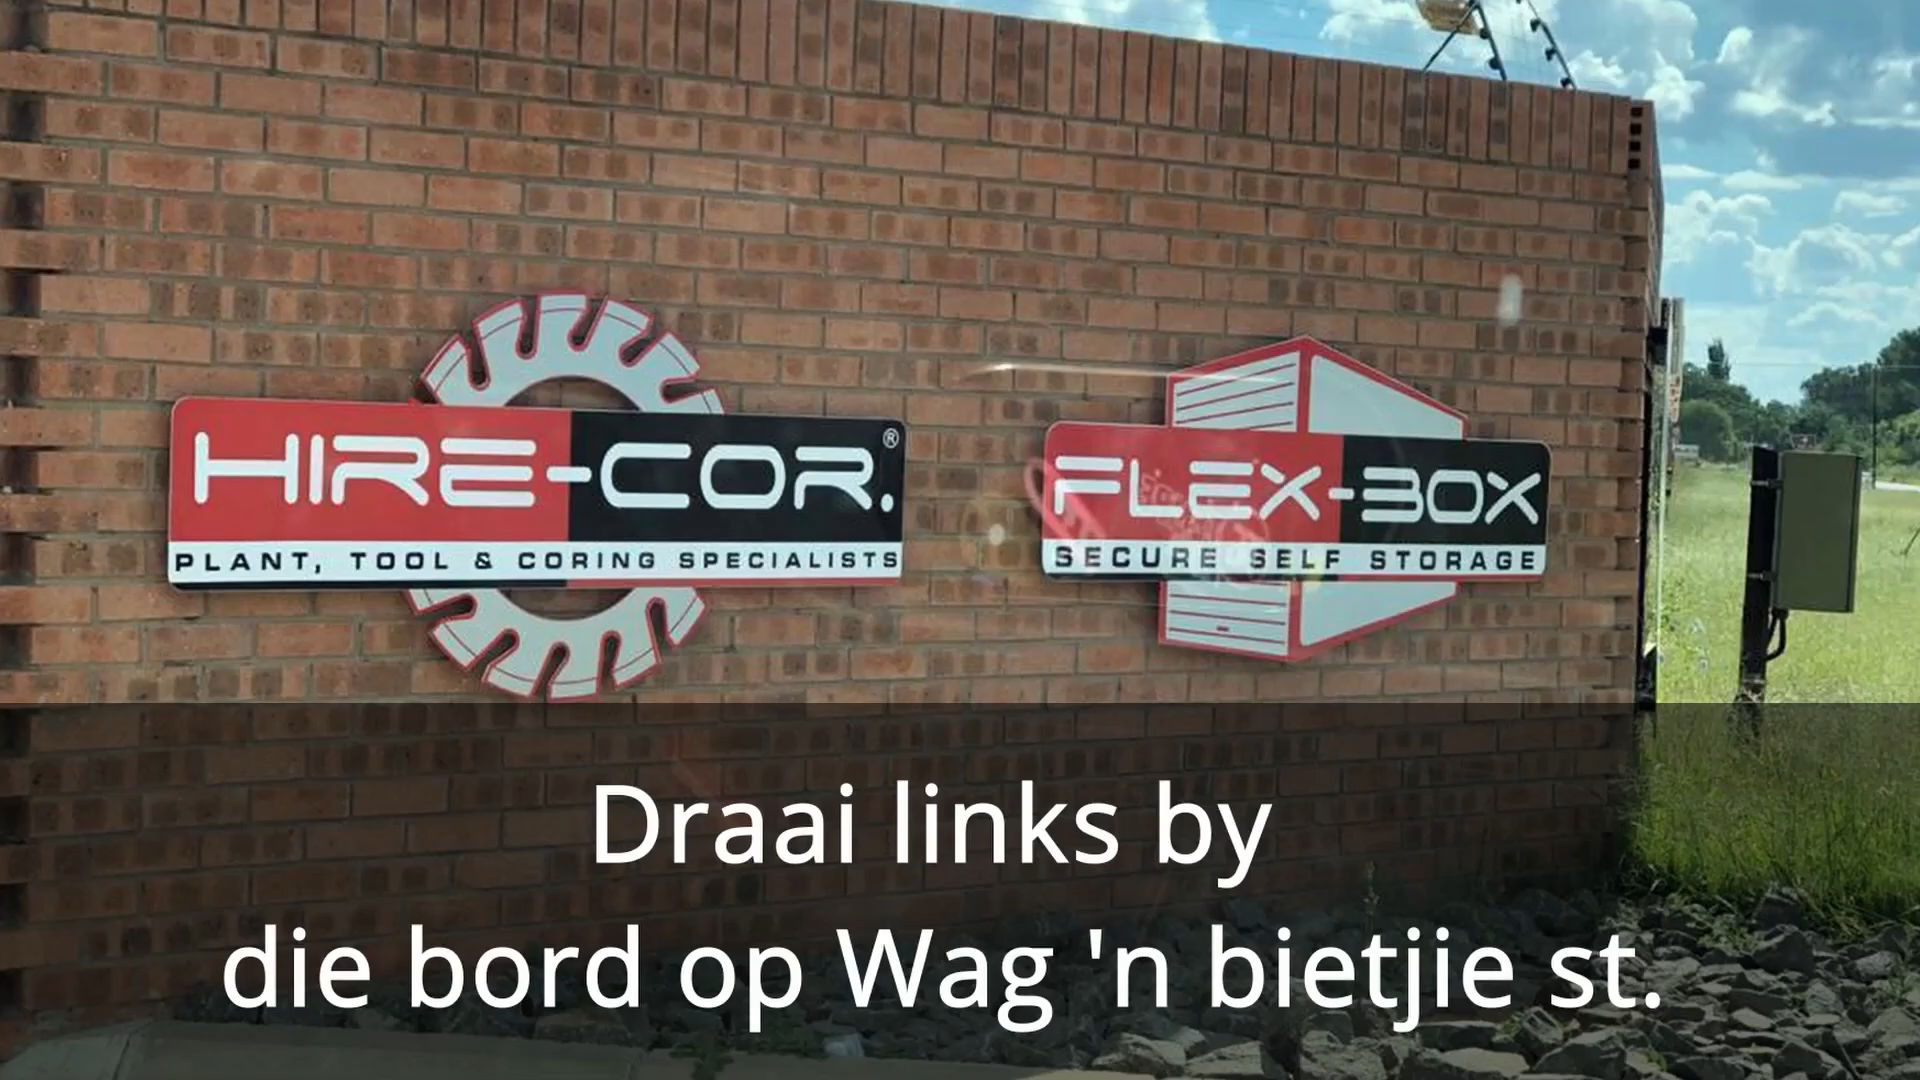 HIRE-COR.®
PLANT, TOOL & CORING SPECIALISTS
FLEX-BOX
SECURE SELF STORAGE
Draai links by
die bord op Wag 'n bietjie st.